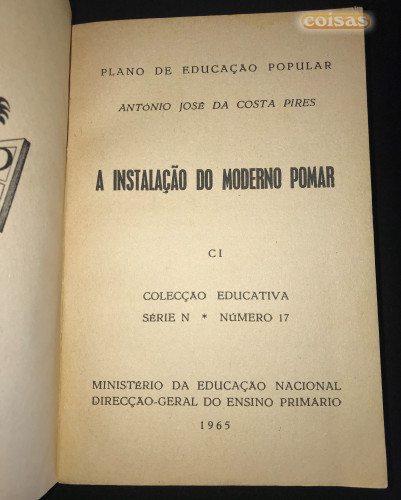 coisas
PLANO DE EDUCAÇÃO POPULAR
ANTÓNIO JOSÉ DA COSTA PIRES
A INSTALAÇÃO DO MODERNO POMAR
CI
COLECÇÃO EDUCATIVA
SÉRIE N * NÚMERO 17
MINISTÉRIO DA EDUCAÇÃO NACIONAL
DIRECÇÃO-GERAL DO ENSINO PRIMÁRIO
1965